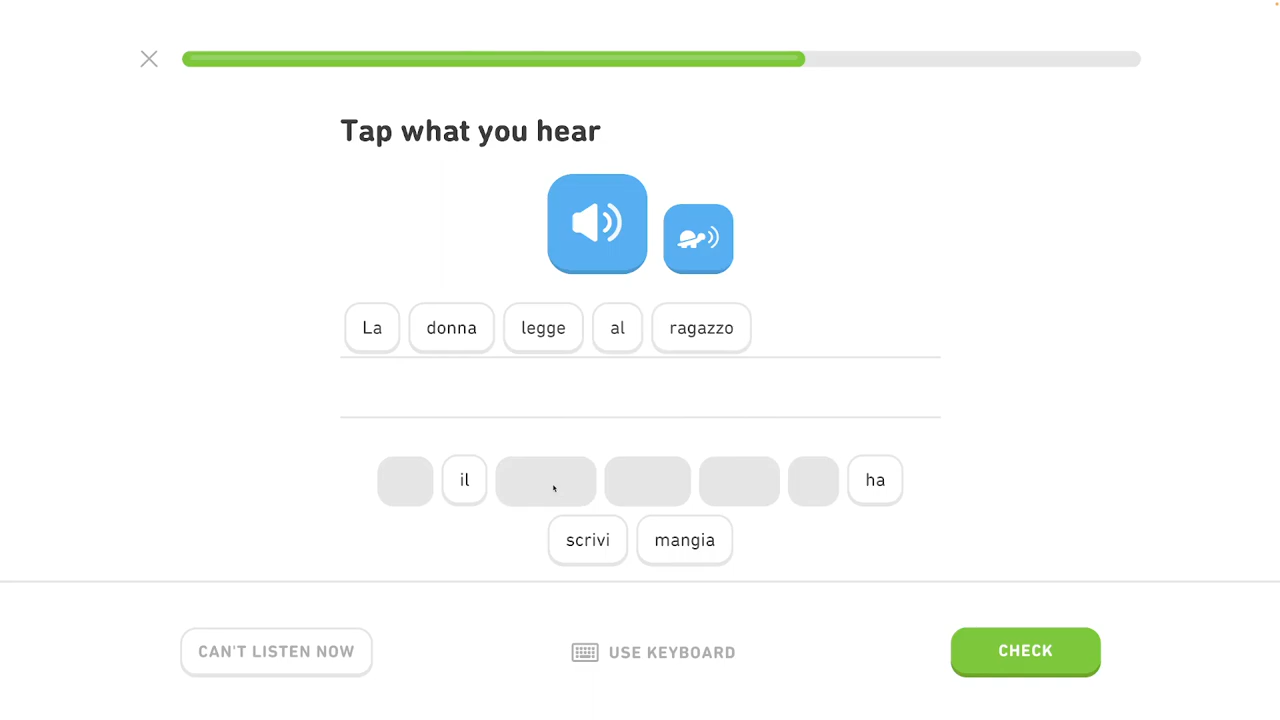 Tap what you hear
La donna legge al ragazzo
il ha
scrivi mangia
CAN'T LISTEN NOW USE KEYBOARD CHECK